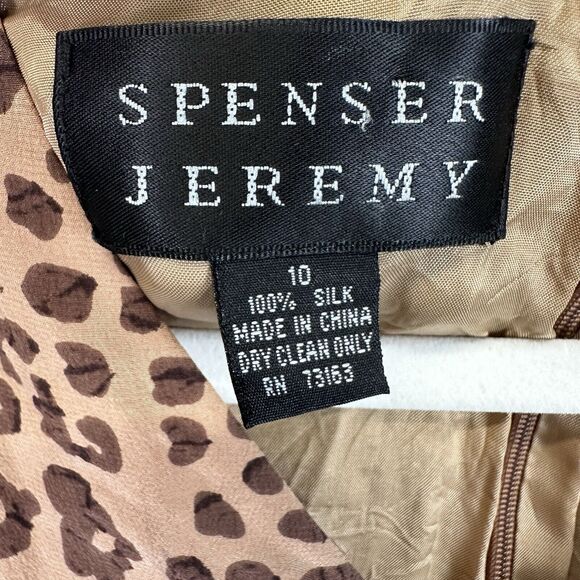 SPENSER
JEREMY
10
100% SILK
MADE IN CHINA
DRY CLEAN ONLY
RN 73163